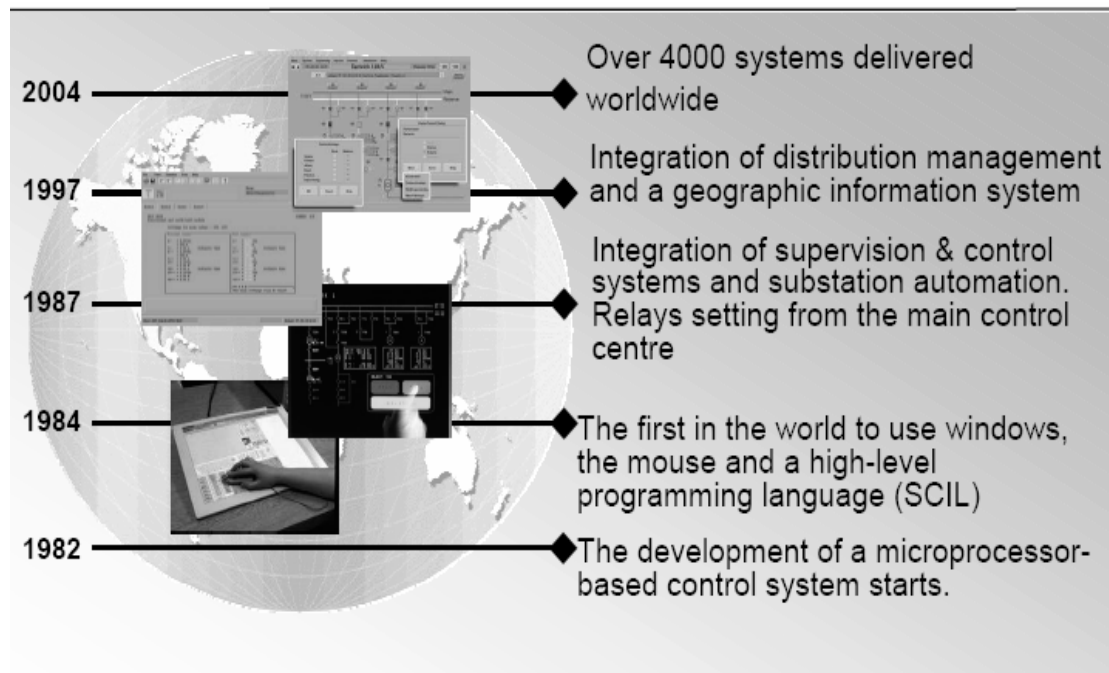 2004
Over 4000 systems delivered
worldwide
1997
Integration of distribution management
and a geographic information system
1987
Integration of supervision & control
systems and substation automation.
Relays setting from the main control
centre
1984
The first in the world to use windows,
the mouse and a high-level
programming language (SCIL)
1982
The development of a microprocessor-
based control system starts.